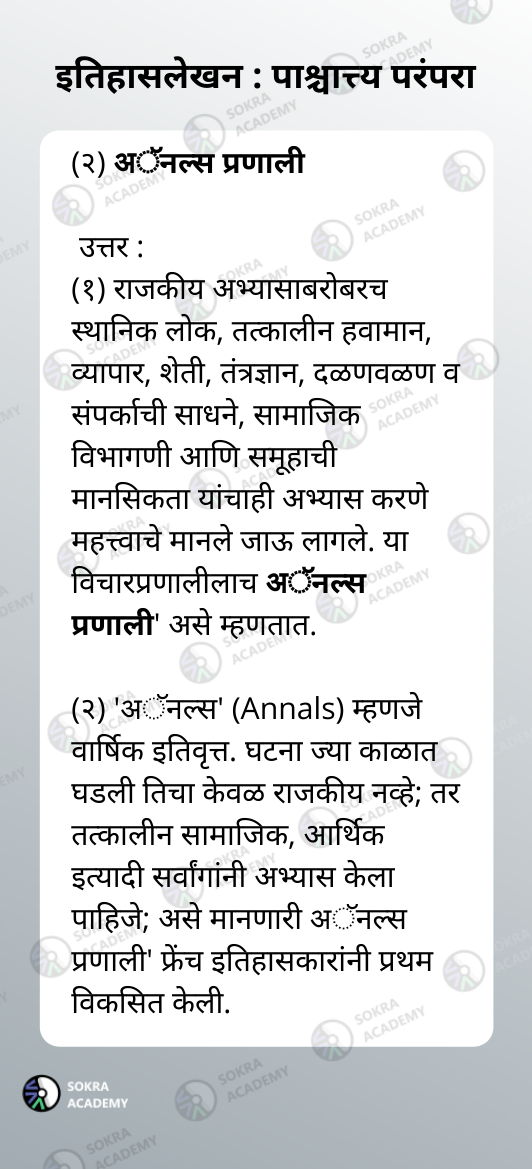 इतिहासलेखन : पाश्चात्त्य परंपरा
(२) अॅनल्स प्रणाली
उत्तर :
(१) राजकीय अभ्यासाबरोबरच
स्थानिक लोक, तत्कालीन हवामान,
व्यापार, शेती, तंत्रज्ञान, दळणवळण व
संपर्काची साधने, सामाजिक
विभागणी आणि समूहाची
मानसिकता यांचाही अभ्यास करणे
महत्त्वाचे मानले जाऊ लागले. या
विचारप्रणालीलाच अॅनल्स
प्रणाली' असे म्हणतात.
(२) 'अॅनल्स' (Annals) म्हणजे
वार्षिक इतिवृत्त. घटना ज्या काळात
घडली तिचा केवळ राजकीय नव्हे; तर
तत्कालीन सामाजिक, आर्थिक
इत्यादी सर्वांगांनी अभ्यास केला
पाहिजे; असे मानणारी अॅनल्स
प्रणाली' फ्रेंच इतिहासकारांनी प्रथम
विकसित केली.
SOKRA
ACADEMY